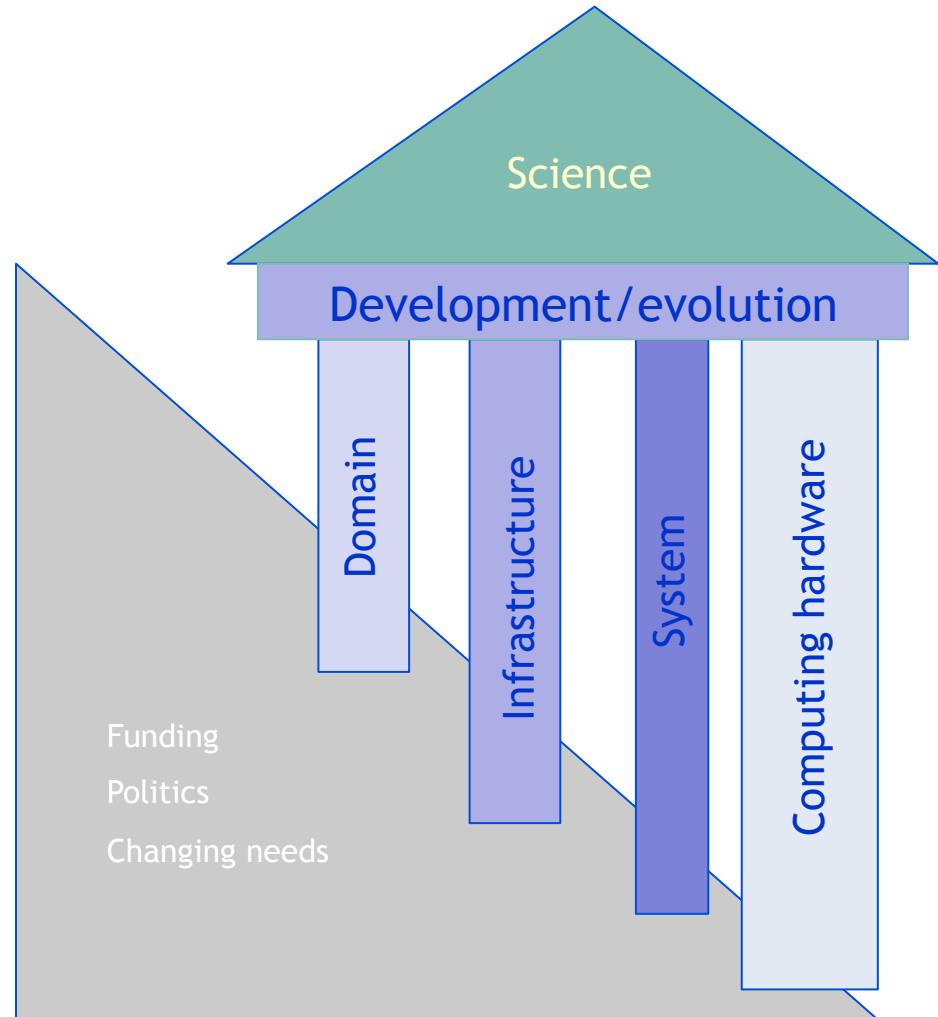 Science
Development/evolution
Domain
Infrastructure
System
Computing hardware
Funding
Politics
Changing needs